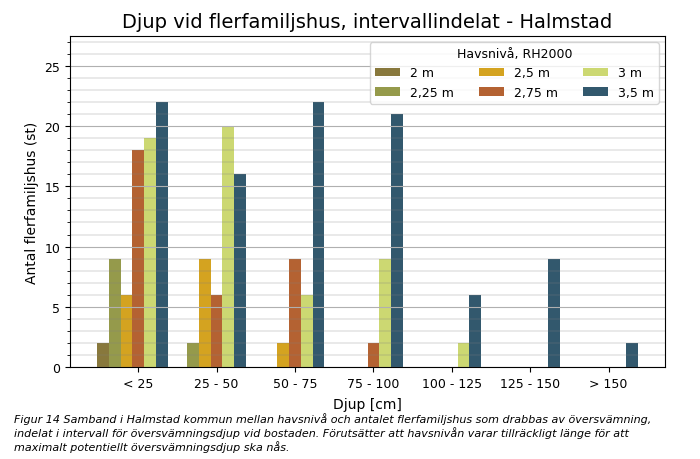 Djup vid flerfamiljshus, intervallindelat - Halmstad
Havsnivå, RH2000
2 m 2,5 m 3 m
2,25 m 2,75 m 3,5 m
Antal flerfamiljshus (st)
25
20
15
10
5
0
< 25 25 - 50 50 - 75 75 - 100 100 - 125 125 - 150 > 150
Djup [cm]
Figur 14 Samband i Halmstad kommun mellan havsnivå och antalet flerfamiljshus som drabbas av översvämning,
indelat i intervall för översvämningsdjup vid bostaden. Förutsätter att havsnivån varar tillräckligt länge för att
maximalt potentiellt översvämningsdjup ska nås.